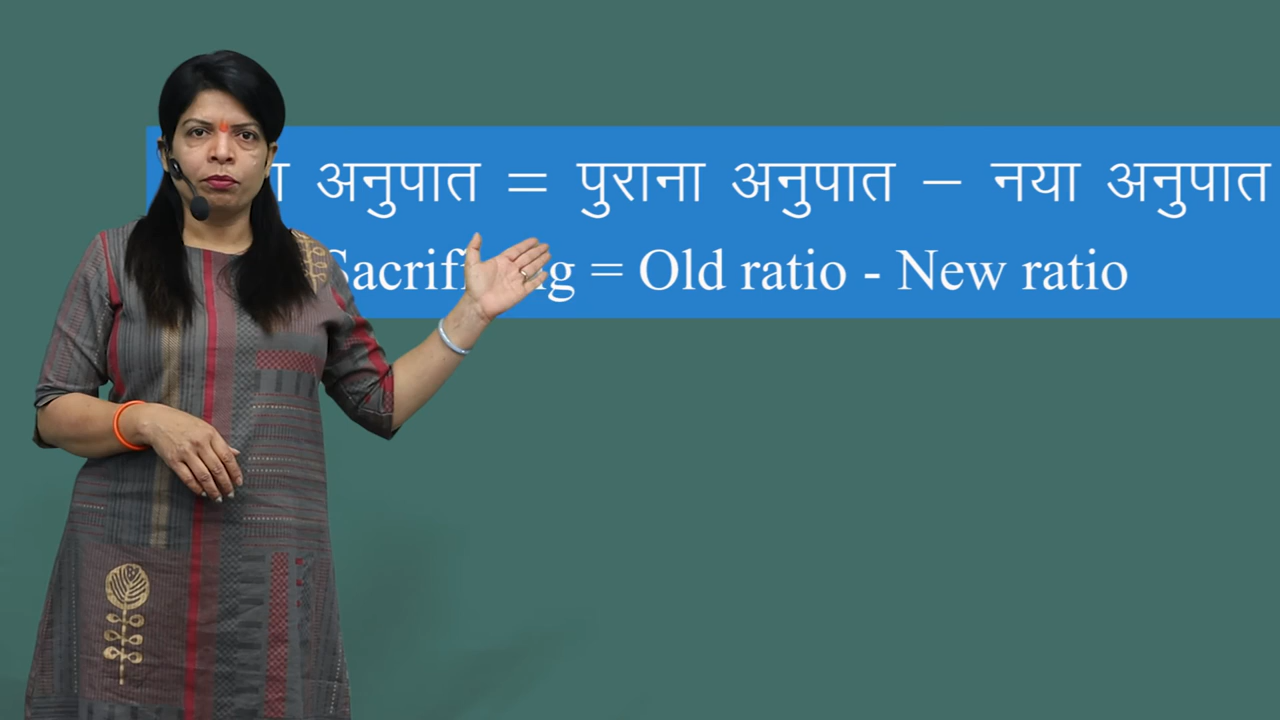 अनुपात = पुराना अनुपात – नया अनुपात
= Old ratio - New ratio